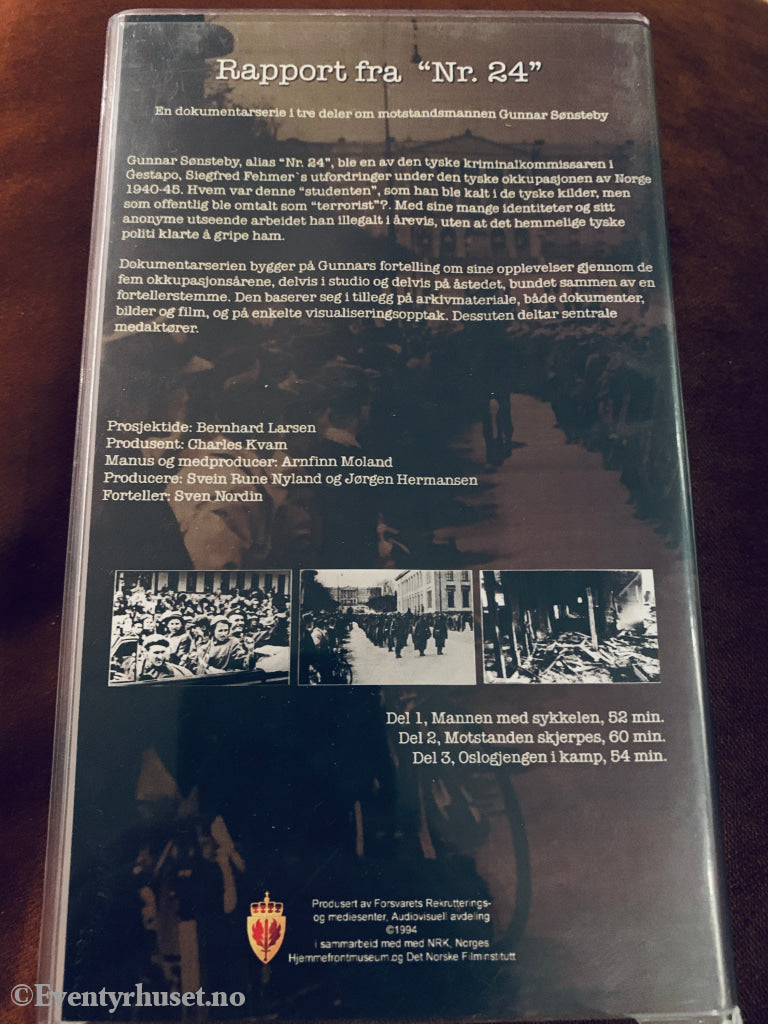 Rapport fra “Nr. 24”
En dokumentarserie i tre deler om motstandsmannen Gunnar Sønsteby
Gunnar Sønsteby, alias “Nr. 24”, ble en av den tyske kriminalkommissaren i
Gestapo, Siegfred Fehmer`s utfordringer under den tyske okkupasjonen av Norge
1940-45. Hvem var denne “studenten”, som han ble kalt i de tyske kilder, men
som offentlig ble omtalt som “terrorist”?. Med sine mange identiteter og sitt
anonyme utseende arbeidet han illegalt i årevis, uten at det hemmelige tyske
politi klarte å gripe ham.
Dokumentarserien bygger på Gunnars fortelling om sine opplevelser gjennom de
fem okkupasjonsårene, delvis i studio og delvis på åstedet, bundet sammen av en
fortellerstemme. Den baserer seg i tillegg på arkivmateriale, både dokumenter,
bilder og film, og på enkelte visualiseringsopptak. Dessuten deltar sentrale
medaktører.
Prosjektide: Bernhard Larsen
Produsent: Charles Kvam
Manus og medproducer: Arnfinn Moland
Producere: Svein Rune Nyland og Jørgen Hermansen
Forteller: Sven Nordin
Del 1, Mannen med sykkelen, 52 min.
Del 2, Motstanden skjerpes, 60 min.
Del 3, Oslogjengen i kamp, 54 min.
Produsert av Forsvarets Rekrutterings-
og mediesenter, Audiovisuell avdeling
©1994
i samarbeid med med NRK, Norges
Hjemmefrontmuseum og Det Norske Filminstitutt
©Eventyrhuset.no